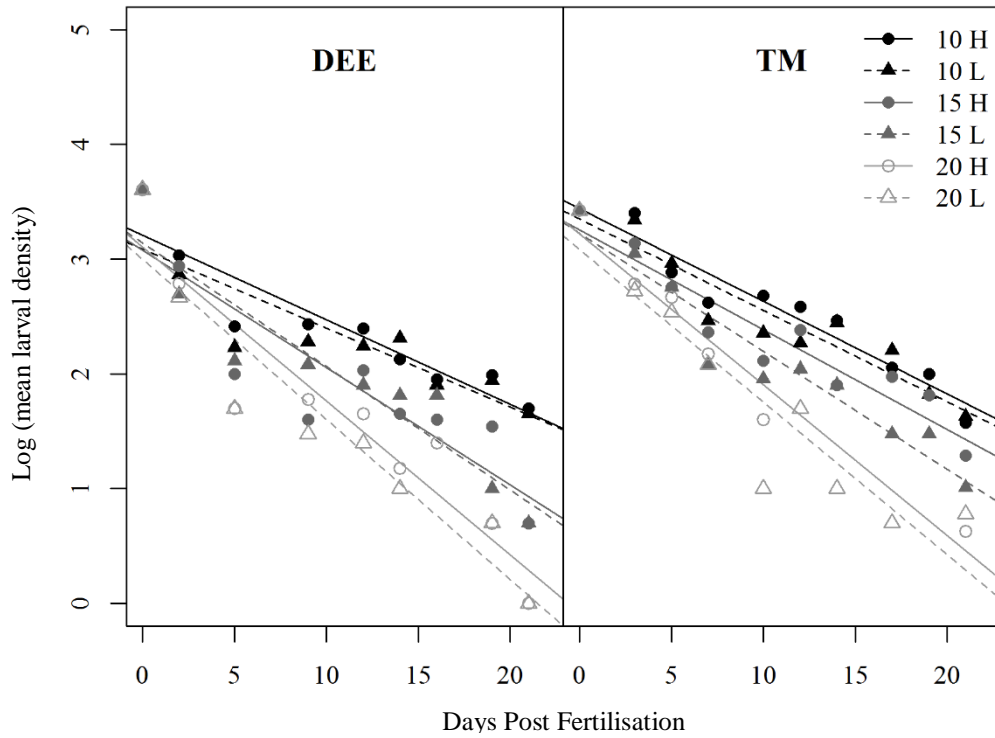 DEE
TM
10 H
10 L
15 H
15 L
20 H
20 L
Log (mean larval density)
5
4
3
2
1
0
0 5 10 15 20
0 5 10 15 20
Days Post Fertilisation